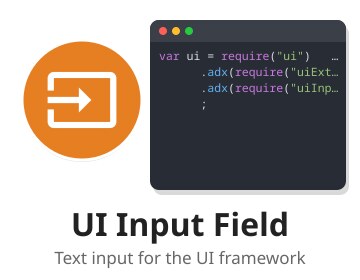 var ui = require("ui")   …
      .adx(require("uiExt…
      .adx(require("uiInp…
      ;
UI Input Field
Text input for the UI framework